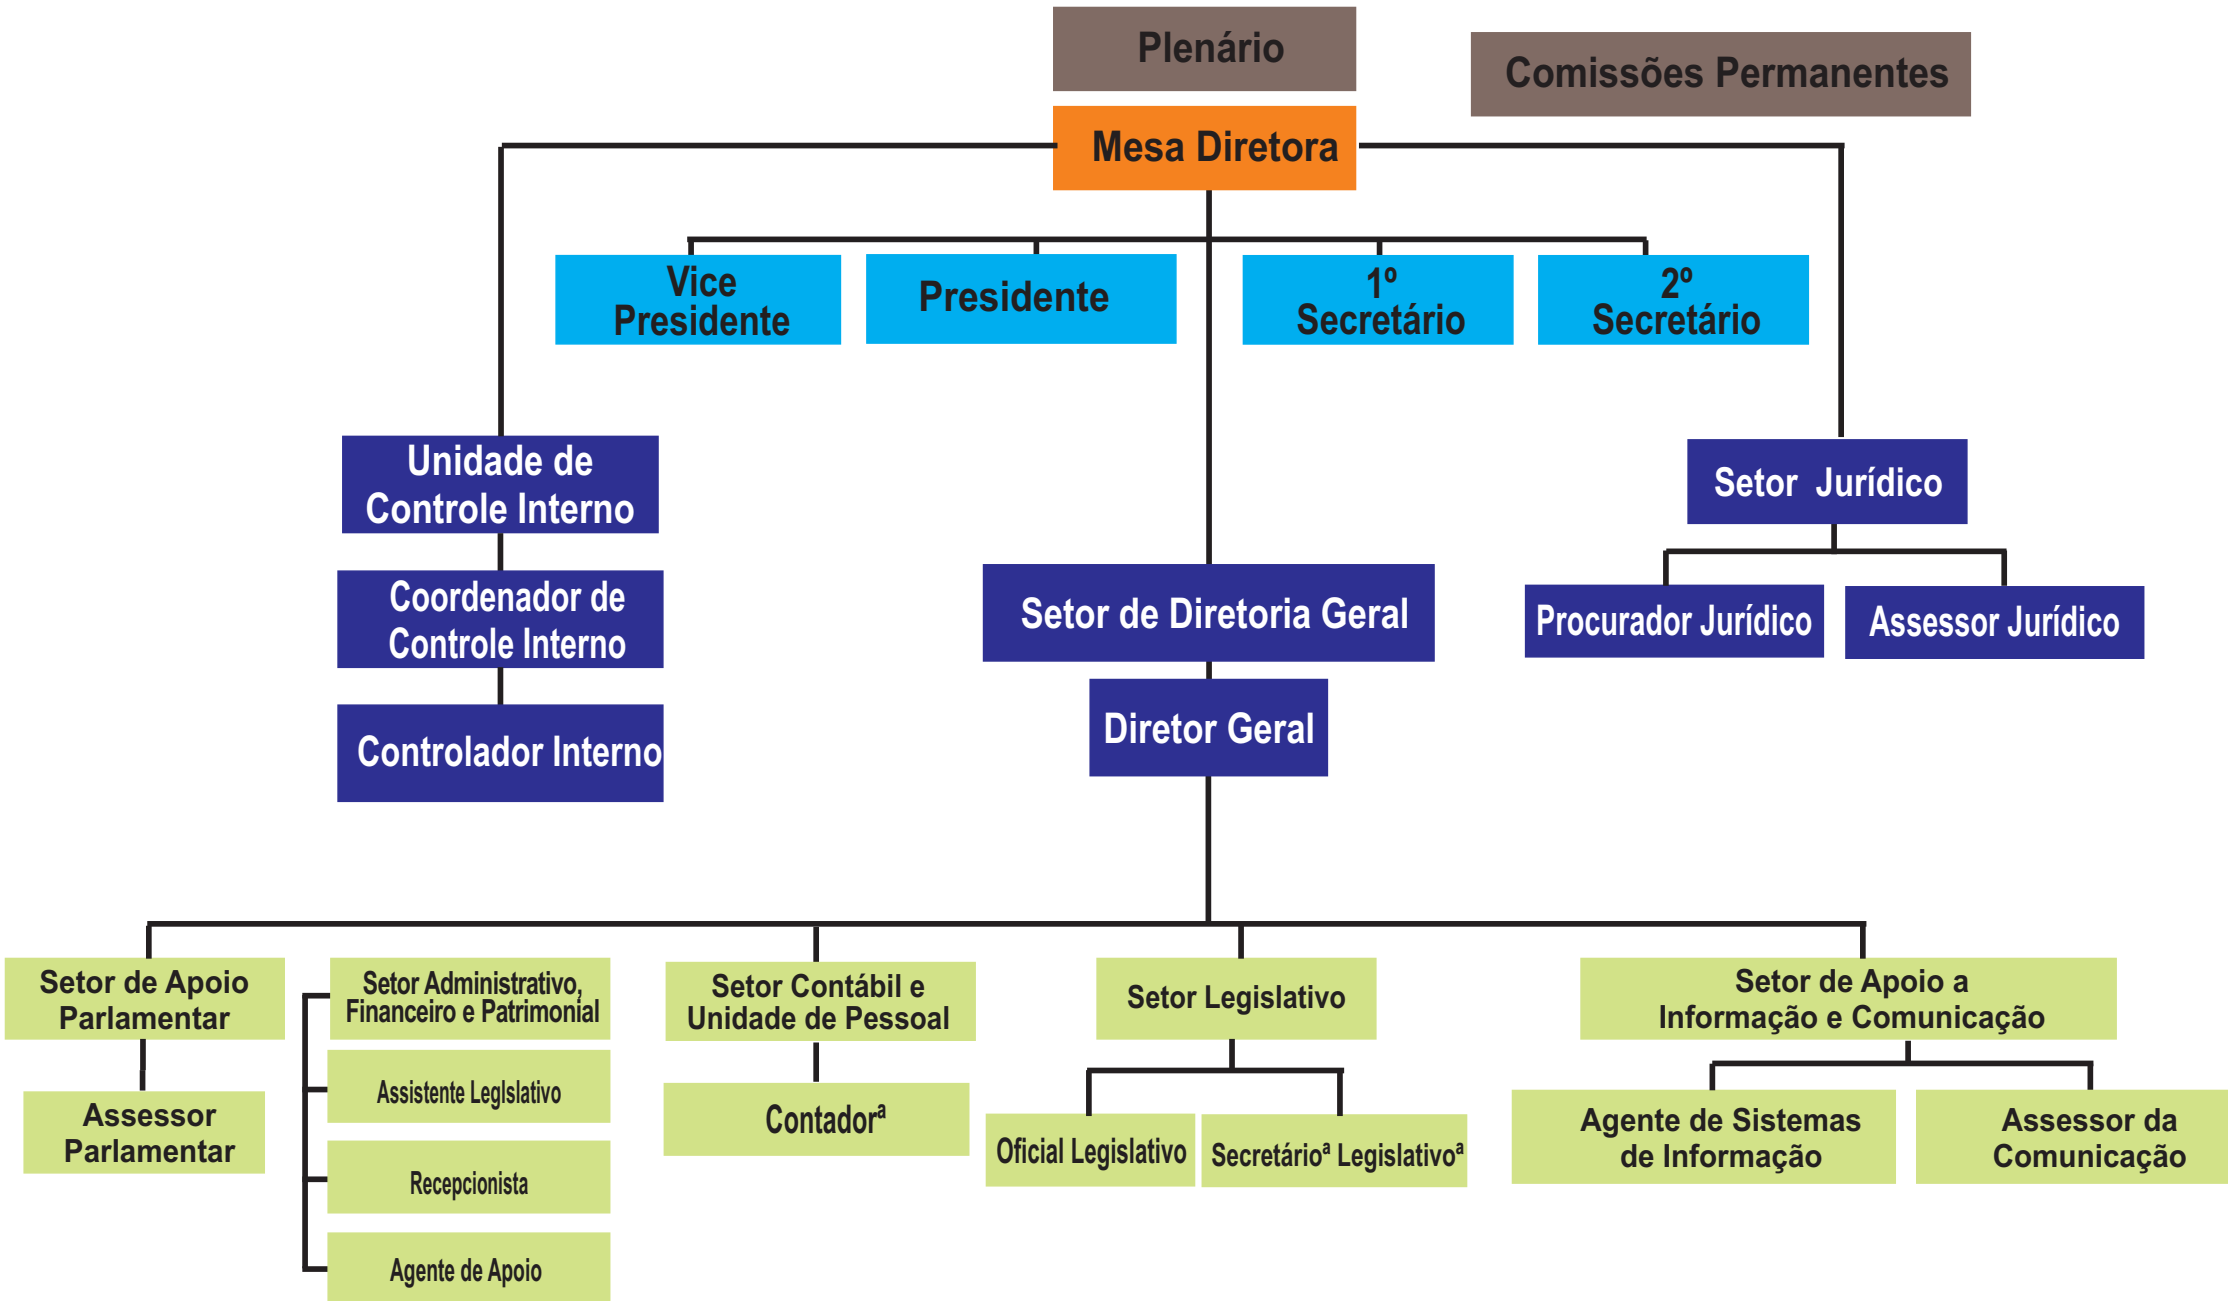 Plenário
Comissões Permanentes
Mesa Diretora
Vice
Presidente
Presidente
1º
Secretário
2º
Secretário
Unidade de
Controle Interno
Setor Jurídico
Coordenador de
Controle Interno
Setor de Diretoria Geral
Procurador Jurídico
Assessor Jurídico
Controlador Interno
Diretor Geral
Setor de Apoio
Parlamentar
Setor Administrativo,
Financeiro e Patrimonial
Setor Contábil e
Unidade de Pessoal
Setor Legislativo
Setor de Apoio a
Informação e Comunicação
Assessor
Parlamentar
Assistente Leglslativo
Recepcionista
Agente de Apoio
Contadorª
Oficial Legislativo
Secretárioª Legislativoª
Agente de Sistemas
de Informação
Assessor da
Comunicação